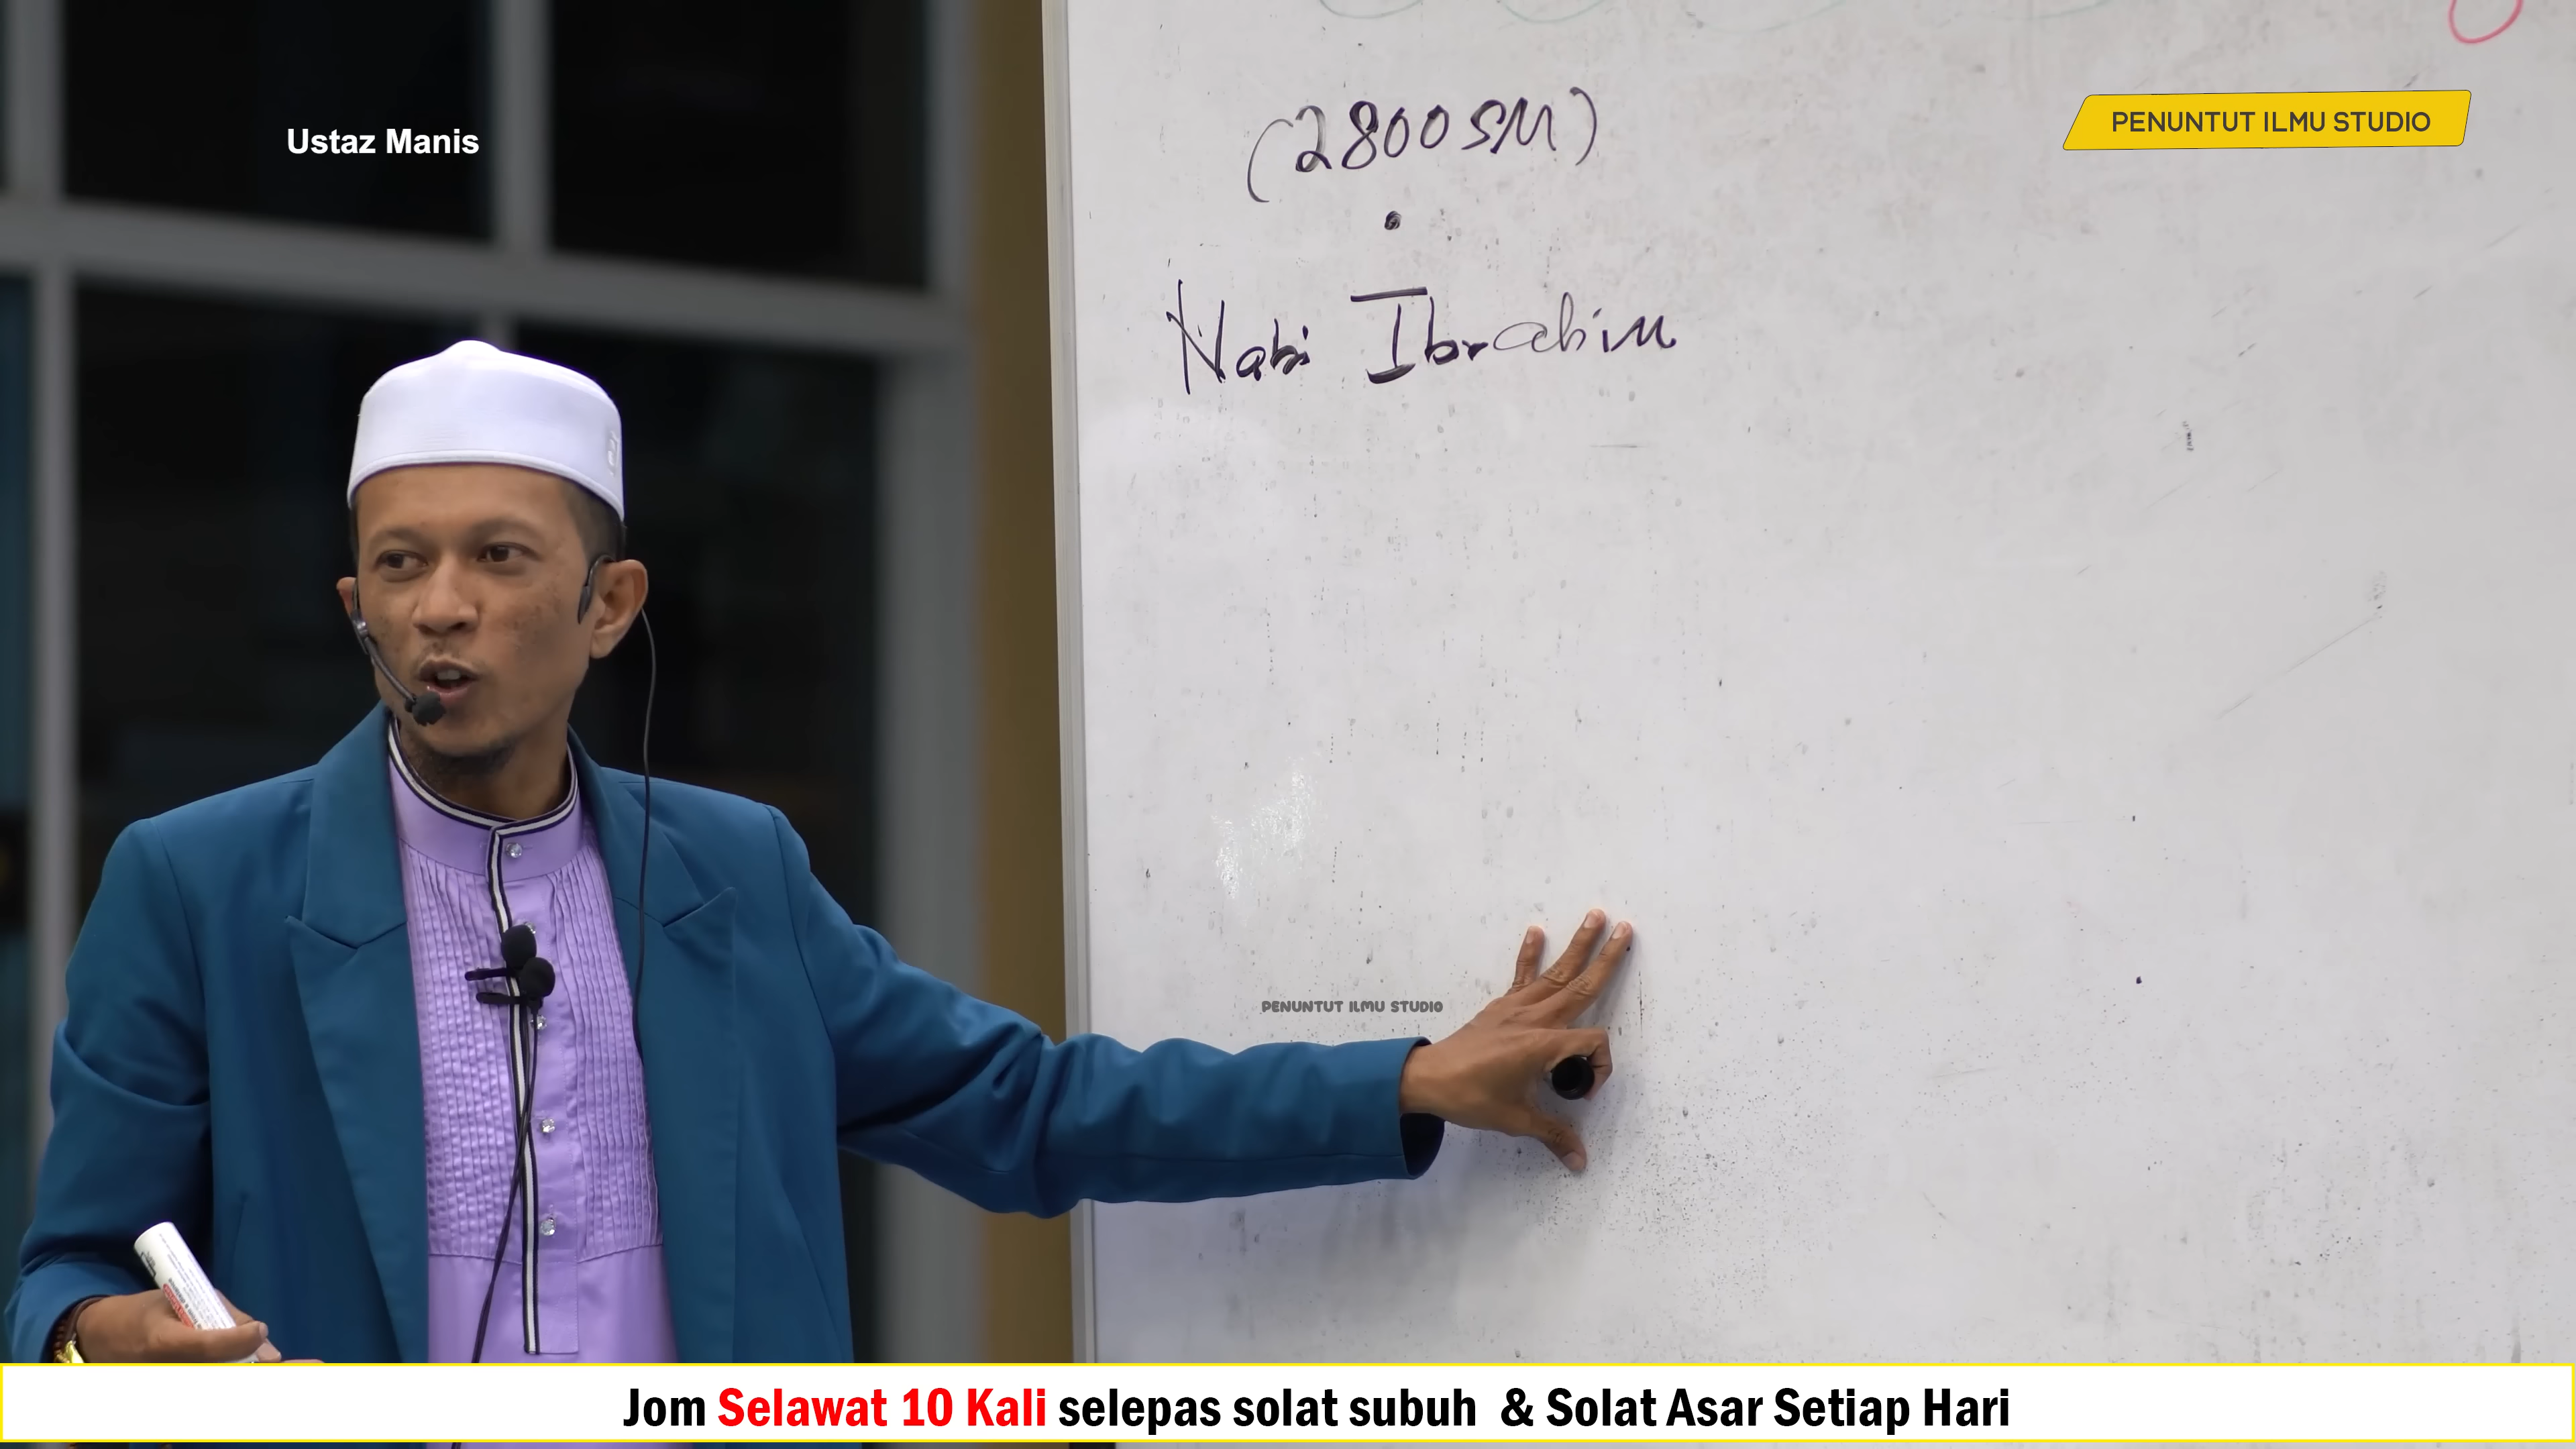 Ustaz Manis
PENUNTUT ILMU STUDIO
(2800 SM)
Nabi Ibrahim
PENUNTUT ILMU STUDIO
Jom Selawat 10 Kali selepas solat subuh & Solat Asar Setiap Hari